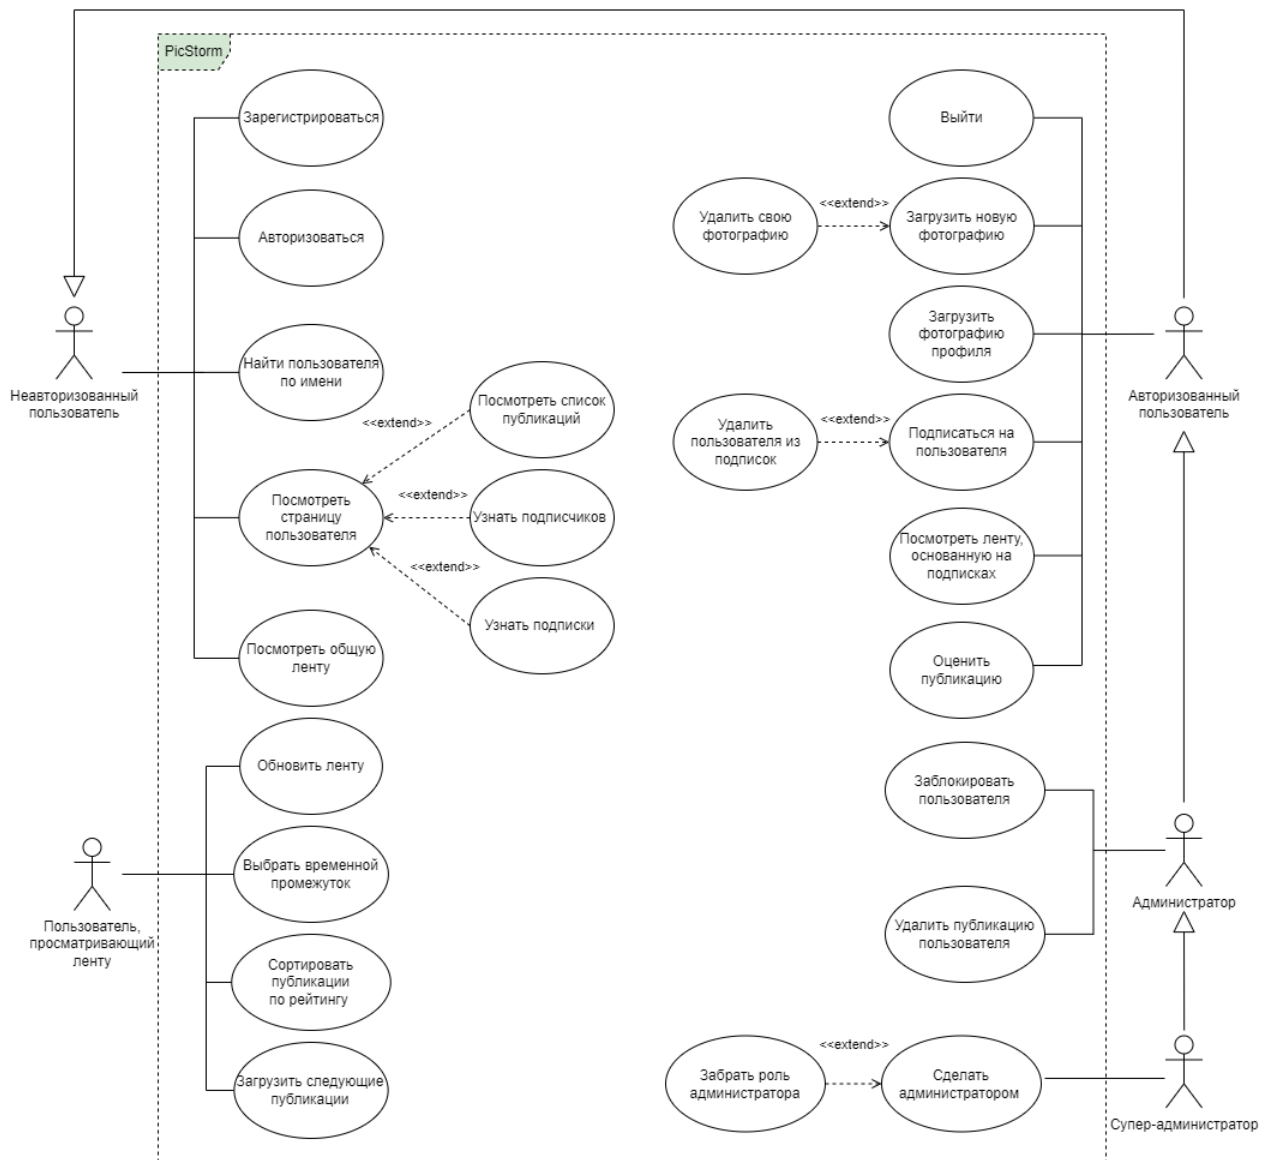 PicStorm
Зарегистрироваться
Авторизоваться
Найти пользователя
по имени
Неавторизованный
пользователь
Посмотреть список
публикаций
<<extend>>
Посмотреть
страницу
пользователя
<<extend>>
Узнать подписчиков
<<extend>>
Узнать подписки
Посмотреть общую
ленту
Обновить ленту
Выбрать временной
промежуток
Пользователь,
просматривающий
ленту
Сортировать
публикации
по рейтингу
Загрузить следующие
публикации
Выйти
Удалить свою
фотографию
<<extend>>
Загрузить новую
фотографию
Загрузить
фотографию
профиля
Авторизованный
пользователь
Удалить
пользователя из
подписок
<<extend>>
Подписаться на
пользователя
Посмотреть ленту,
основанную на
подписках
Оценить
публикацию
Заблокировать
пользователя
Администратор
Удалить публикацию
пользователя
Забрать роль
администратора
<<extend>>
Сделать
администратором
Супер-администратор